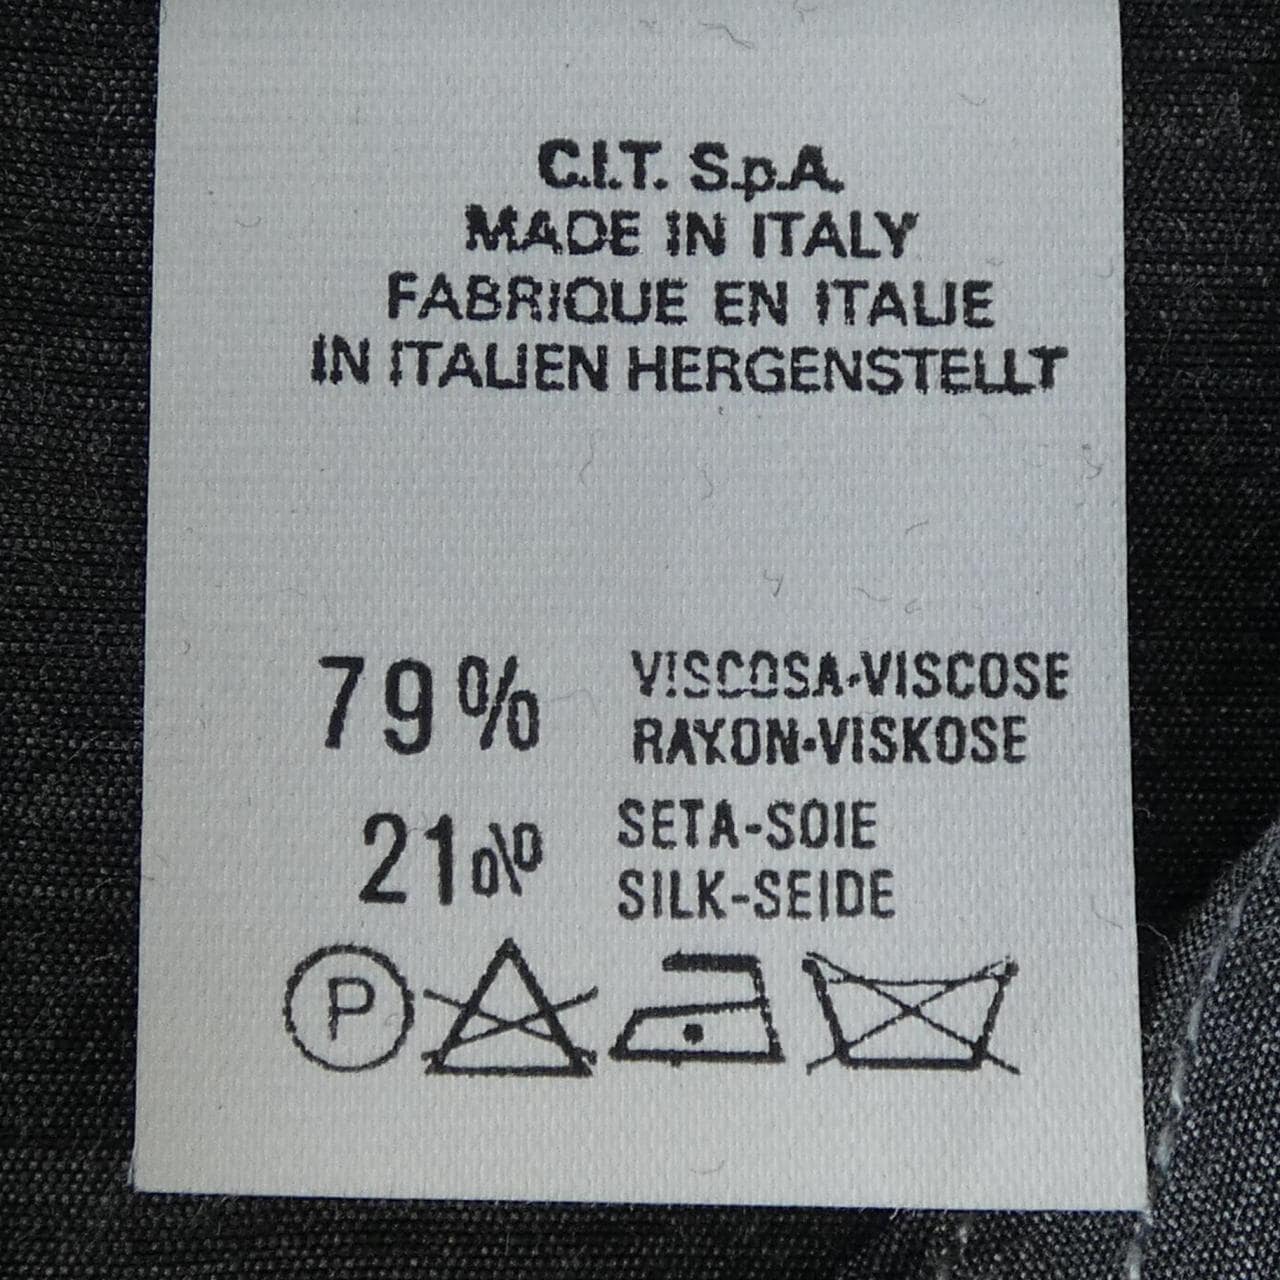 C.I.T. S.p.A.
MADE IN ITALY
FABRIQUE EN ITALIE
IN ITALIEN HERGENSTELLT
79% VISCOSA-VISCOSE
RAYON-VISKOSE
21% SETA-SOIE
SILK-SEIDE
P